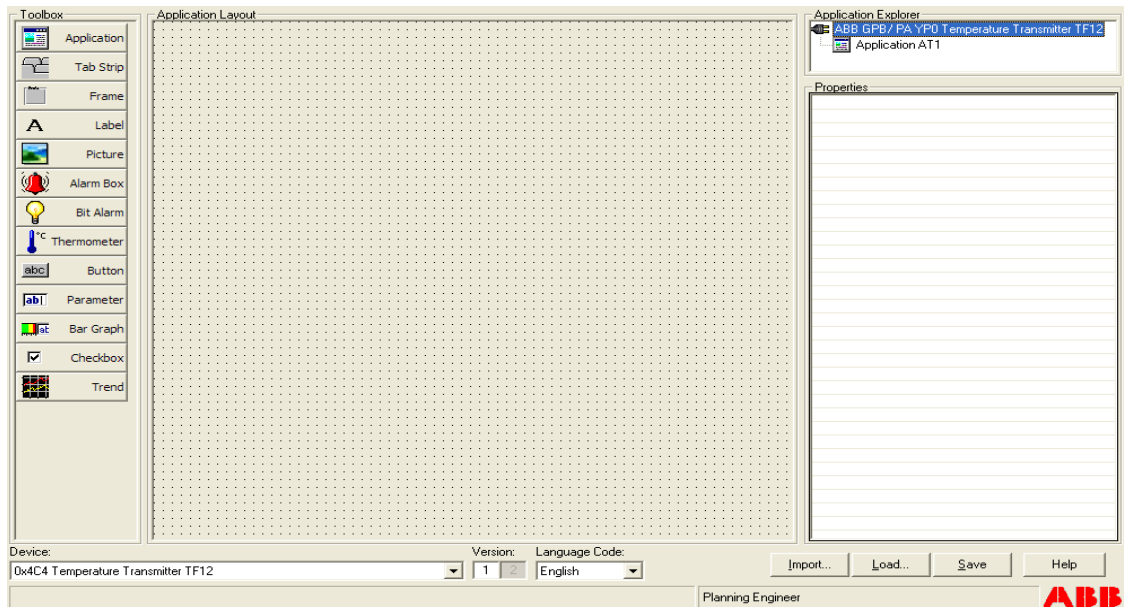 Toolbox
Application
Tab Strip
Frame
A Label
Picture
Alarm Box
Bit Alarm
°C Thermometer
abc Button
ab Parameter
at Bar Graph
Checkbox
Trend
Application Layout
Application Explorer
ABB GPB/ PA YP0 Temperature Transmitter TF12
Application AT1
Properties
Device:
0x4C4 Temperature Transmitter TF12
Version:
1 2
Language Code:
English
Import...
Load...
Save
Help
Planning Engineer
ABB